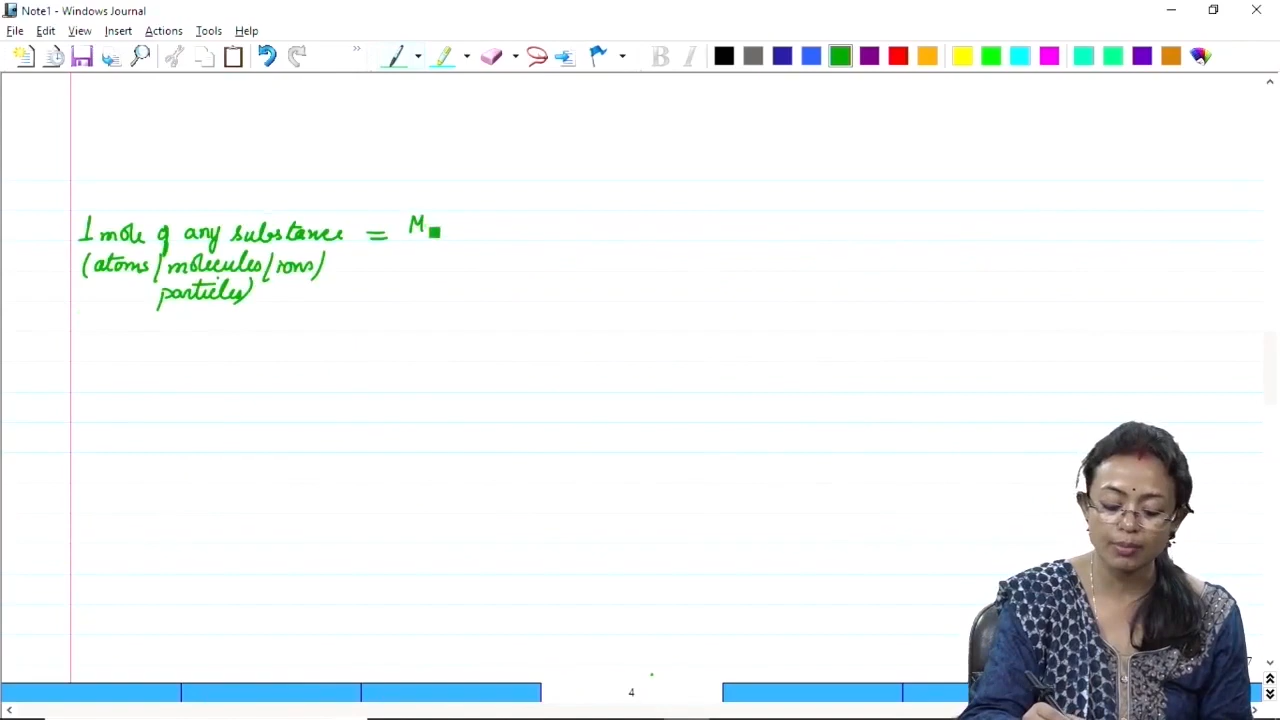 Note1 - Windows Journal
File Edit View Insert Actions Tools Help
1 mole of any substance = M
(atoms/molecules/ions)
particles)
4